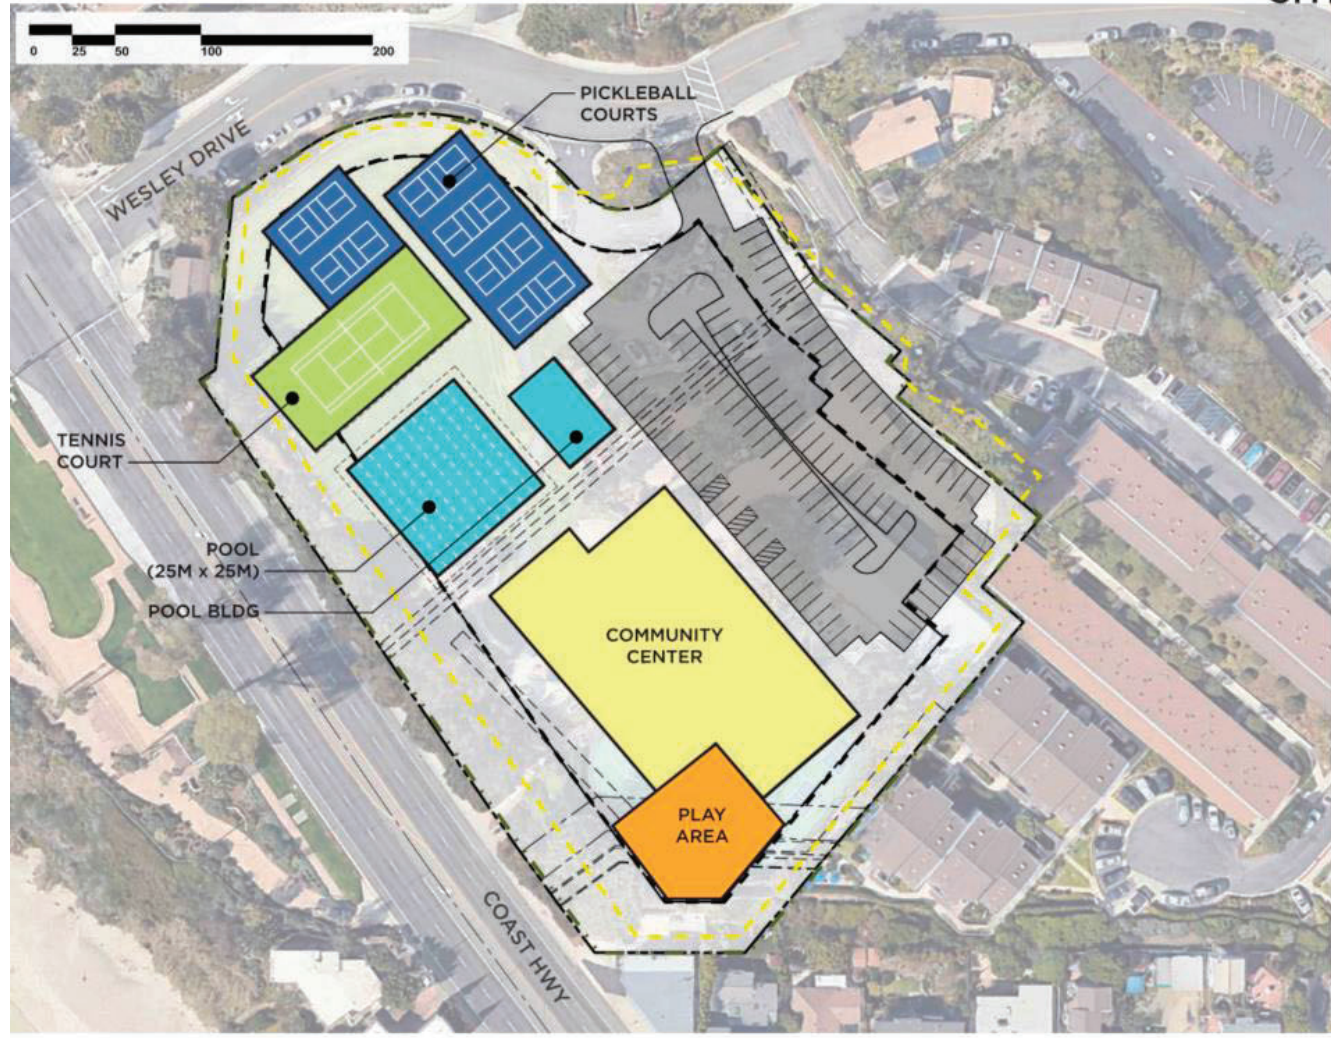 0 25 50 100 200
PICKLEBALL
COURTS
WESLEY DRIVE
TENNIS
COURT
POOL
(25M x 25M)
POOL BLDG
COMMUNITY
CENTER
PLAY
AREA
COAST HWY